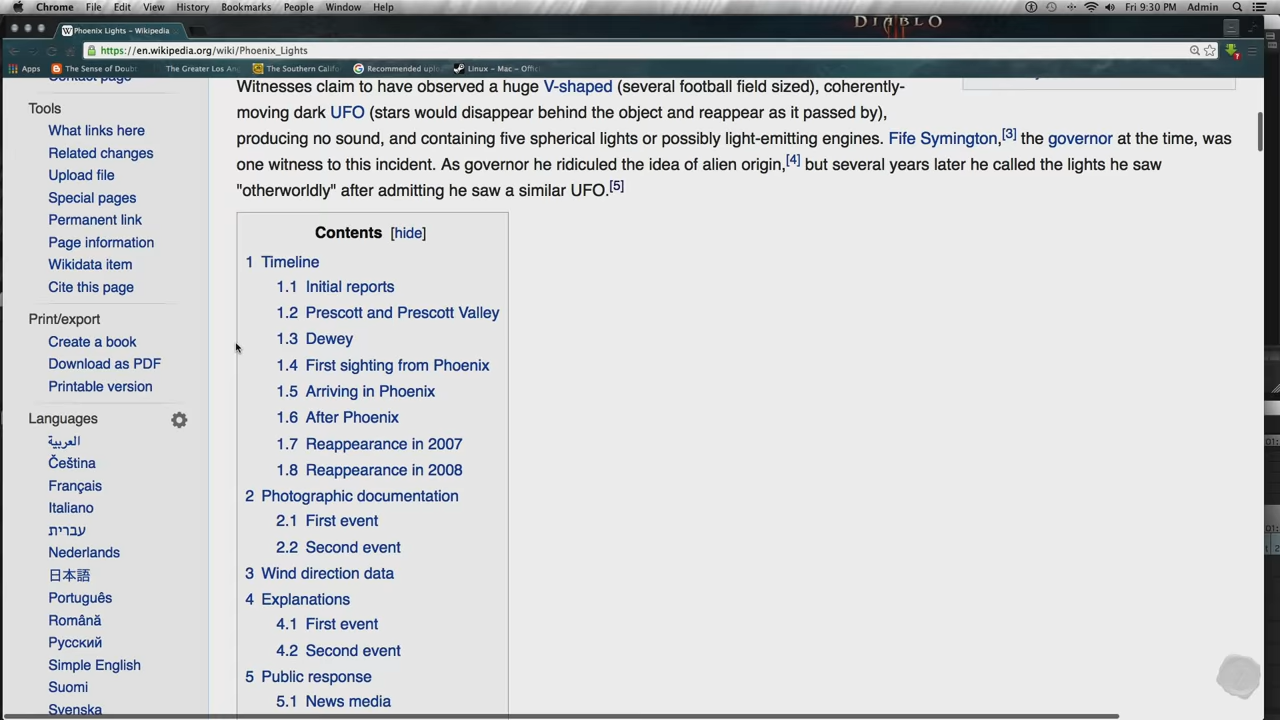 Chrome File Edit View History Bookmarks People Window Help Fri 9:30 PM Admin
DIABLO
W Phoenix Lights – Wikipedia
https://en.wikipedia.org/wiki/Phoenix_Lights
Apps The Sense of Doubt The Greater Los An The Southern Califo Recommended uplo Linux – Mac – Offici
Contact page
Tools
What links here
Related changes
Upload file
Special pages
Permanent link
Page information
Wikidata item
Cite this page
Print/export
Create a book
Download as PDF
Printable version
Languages
العربية
Čeština
Français
Italiano
עברית
Nederlands
日本語
Português
Română
Русский
Simple English
Suomi
Svenska
Witnesses claim to have observed a huge V-shaped (several football field sized), coherently-
moving dark UFO (stars would disappear behind the object and reappear as it passed by),
producing no sound, and containing five spherical lights or possibly light-emitting engines. Fife Symington,[3] the governor at the time, was
one witness to this incident. As governor he ridiculed the idea of alien origin,[4] but several years later he called the lights he saw
"otherworldly" after admitting he saw a similar UFO.[5]
Contents [hide]
1 Timeline
1.1 Initial reports
1.2 Prescott and Prescott Valley
1.3 Dewey
1.4 First sighting from Phoenix
1.5 Arriving in Phoenix
1.6 After Phoenix
1.7 Reappearance in 2007
1.8 Reappearance in 2008
2 Photographic documentation
2.1 First event
2.2 Second event
3 Wind direction data
4 Explanations
4.1 First event
4.2 Second event
5 Public response
5.1 News media